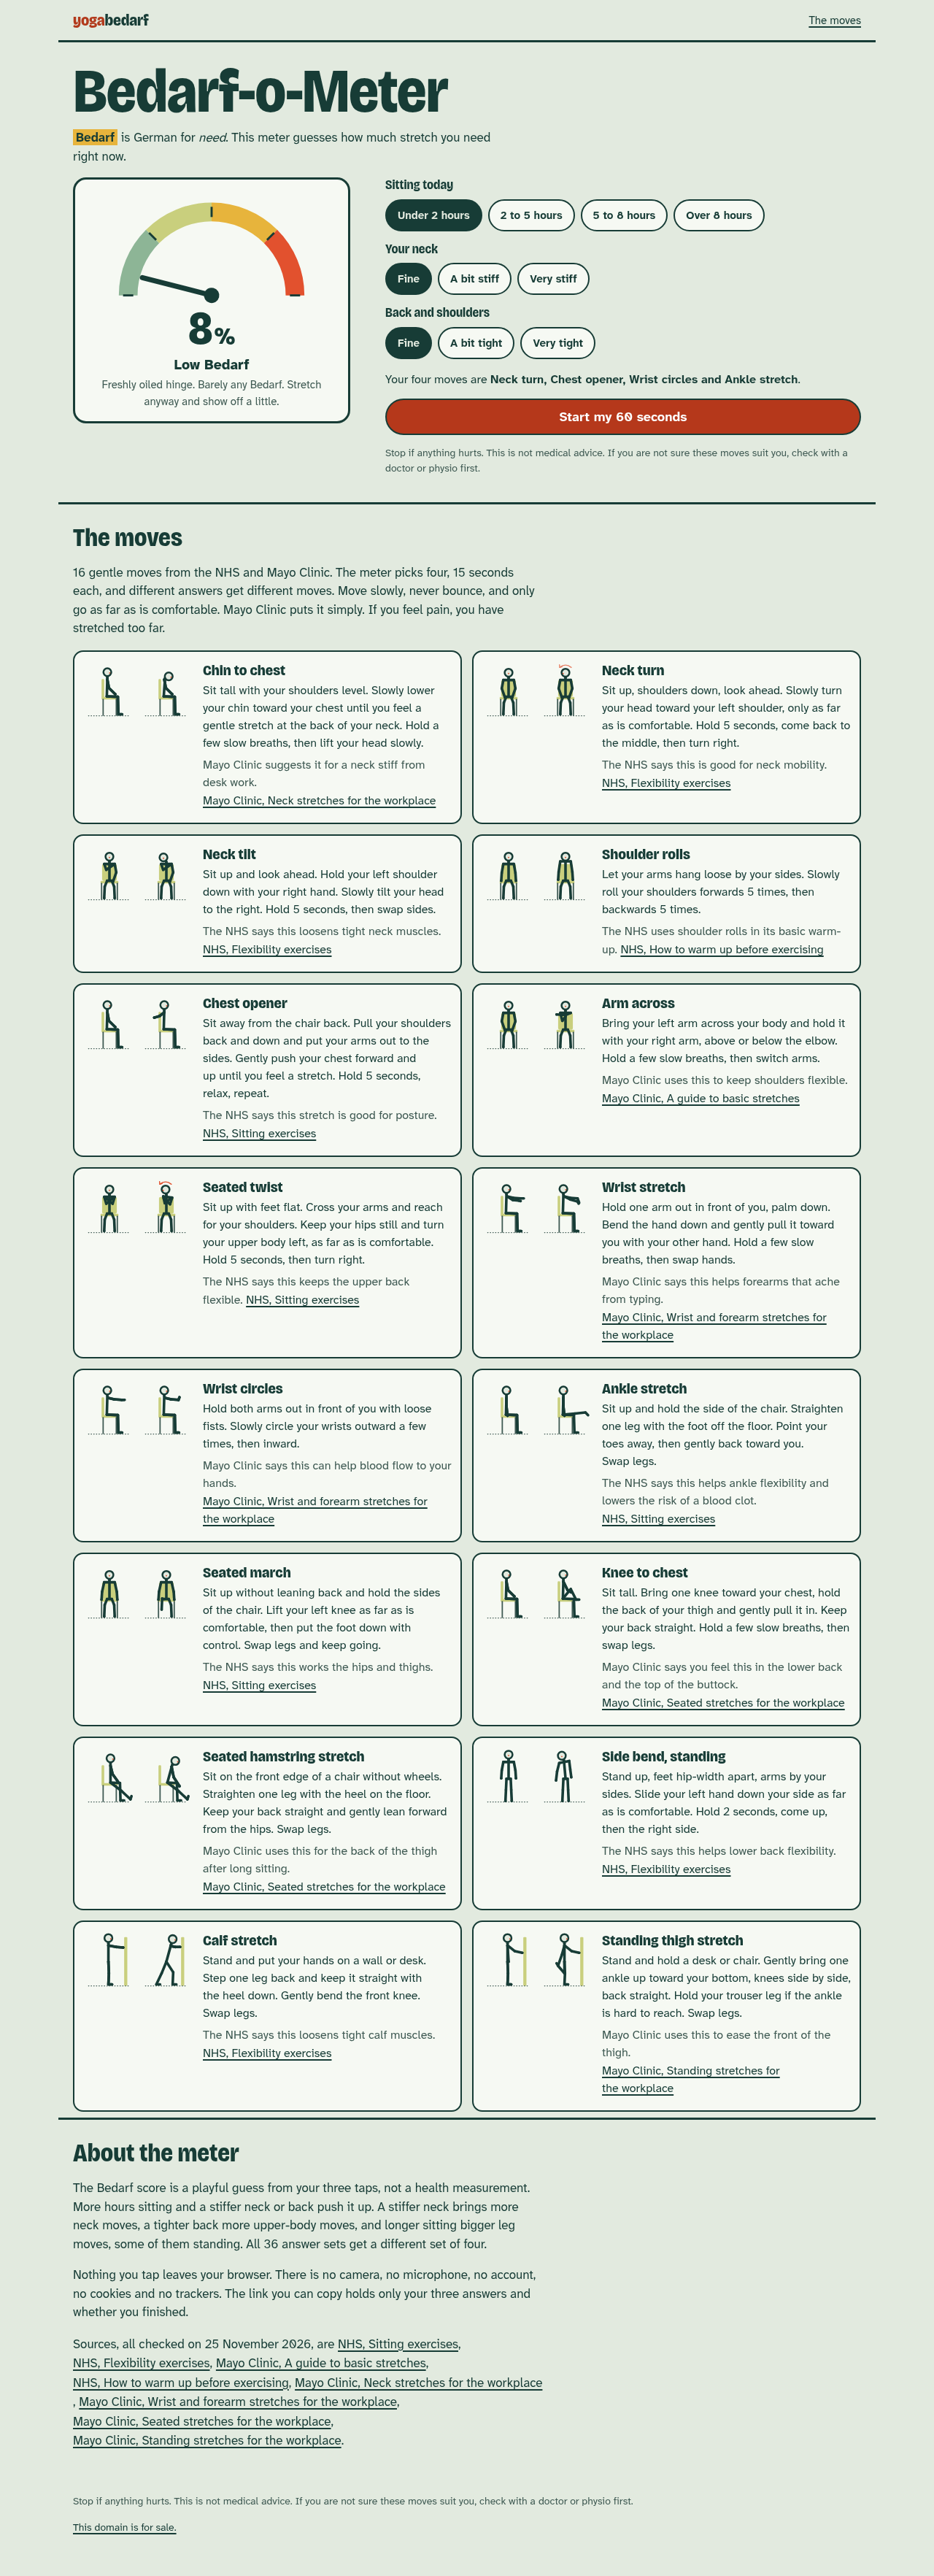 yogabedarf
The moves
Bedarf-o-Meter
Bedarf is German for need. This meter guesses how much stretch you need
right now.
8%
Low Bedarf
Freshly oiled hinge. Barely any Bedarf. Stretch
anyway and show off a little.
Sitting today
Under 2 hours 2 to 5 hours 5 to 8 hours Over 8 hours
Your neck
Fine A bit stiff Very stiff
Back and shoulders
Fine A bit tight Very tight
Your four moves are Neck turn, Chest opener, Wrist circles and Ankle stretch.
Start my 60 seconds
Stop if anything hurts. This is not medical advice. If you are not sure these moves suit you, check with a
doctor or physio first.
The moves
16 gentle moves from the NHS and Mayo Clinic. The meter picks four, 15 seconds
each, and different answers get different moves. Move slowly, never bounce, and only
go as far as is comfortable. Mayo Clinic puts it simply. If you feel pain, you have
stretched too far.
Chin to chest
Sit tall with your shoulders level. Slowly lower
your chin toward your chest until you feel a
gentle stretch at the back of your neck. Hold a
few slow breaths, then lift your head slowly.
Mayo Clinic suggests it for a neck stiff from
desk work.
Mayo Clinic, Neck stretches for the workplace
Neck turn
Sit up, shoulders down, look ahead. Slowly turn
your head toward your left shoulder, only as far
as is comfortable. Hold 5 seconds, come back to
the middle, then turn right.
The NHS says this is good for neck mobility.
NHS, Flexibility exercises
Neck tilt
Sit up and look ahead. Hold your left shoulder
down with your right hand. Slowly tilt your head
to the right. Hold 5 seconds, then swap sides.
The NHS says this loosens tight neck muscles.
NHS, Flexibility exercises
Shoulder rolls
Let your arms hang loose by your sides. Slowly
roll your shoulders forwards 5 times, then
backwards 5 times.
The NHS uses shoulder rolls in its basic warm-
up. NHS, How to warm up before exercising
Chest opener
Sit away from the chair back. Pull your shoulders
back and down and put your arms out to the
sides. Gently push your chest forward and
up until you feel a stretch. Hold 5 seconds,
relax, repeat.
The NHS says this stretch is good for posture.
NHS, Sitting exercises
Arm across
Bring your left arm across your body and hold it
with your right arm, above or below the elbow.
Hold a few slow breaths, then switch arms.
Mayo Clinic uses this to keep shoulders flexible.
Mayo Clinic, A guide to basic stretches
Seated twist
Sit up with feet flat. Cross your arms and reach
for your shoulders. Keep your hips still and turn
your upper body left, as far as is comfortable.
Hold 5 seconds, then turn right.
The NHS says this keeps the upper back
flexible. NHS, Sitting exercises
Wrist stretch
Hold one arm out in front of you, palm down.
Bend the hand down and gently pull it toward
you with your other hand. Hold a few slow
breaths, then swap hands.
Mayo Clinic says this helps forearms that ache
from typing.
Mayo Clinic, Wrist and forearm stretches for
the workplace
Wrist circles
Hold both arms out in front of you with loose
fists. Slowly circle your wrists outward a few
times, then inward.
Mayo Clinic says this can help blood flow to your
hands.
Mayo Clinic, Wrist and forearm stretches for
the workplace
Ankle stretch
Sit up and hold the side of the chair. Straighten
one leg with the foot off the floor. Point your
toes away, then gently back toward you.
Swap legs.
The NHS says this helps ankle flexibility and
lowers the risk of a blood clot.
NHS, Sitting exercises
Seated march
Sit up without leaning back and hold the sides
of the chair. Lift your left knee as far as is
comfortable, then put the foot down with
control. Swap legs and keep going.
The NHS says this works the hips and thighs.
NHS, Sitting exercises
Knee to chest
Sit tall. Bring one knee toward your chest, hold
the back of your thigh and gently pull it in. Keep
your back straight. Hold a few slow breaths, then
swap legs.
Mayo Clinic says you feel this in the lower back
and the top of the buttock.
Mayo Clinic, Seated stretches for the workplace
Seated hamstring stretch
Sit on the front edge of a chair without wheels.
Straighten one leg with the heel on the floor.
Keep your back straight and gently lean forward
from the hips. Swap legs.
Mayo Clinic uses this for the back of the thigh
after long sitting.
Mayo Clinic, Seated stretches for the workplace
Side bend, standing
Stand up, feet hip-width apart, arms by your
sides. Slide your left hand down your side as far
as is comfortable. Hold 2 seconds, come up,
then the right side.
The NHS says this helps lower back flexibility.
NHS, Flexibility exercises
Calf stretch
Stand and put your hands on a wall or desk.
Step one leg back and keep it straight with
the heel down. Gently bend the front knee.
Swap legs.
The NHS says this loosens tight calf muscles.
NHS, Flexibility exercises
Standing thigh stretch
Stand and hold a desk or chair. Gently bring one
ankle up toward your bottom, knees side by side,
back straight. Hold your trouser leg if the ankle
is hard to reach. Swap legs.
Mayo Clinic uses this to ease the front of the
thigh.
Mayo Clinic, Standing stretches for
the workplace
About the meter
The Bedarf score is a playful guess from your three taps, not a health measurement.
More hours sitting and a stiffer neck or back push it up. A stiffer neck brings more
neck moves, a tighter back more upper-body moves, and longer sitting bigger leg
moves, some of them standing. All 36 answer sets get a different set of four.
Nothing you tap leaves your browser. There is no camera, no microphone, no account,
no cookies and no trackers. The link you can copy holds only your three answers and
whether you finished.
Sources, all checked on 25 November 2026, are NHS, Sitting exercises,
NHS, Flexibility exercises, Mayo Clinic, A guide to basic stretches,
NHS, How to warm up before exercising, Mayo Clinic, Neck stretches for the workplace
, Mayo Clinic, Wrist and forearm stretches for the workplace,
Mayo Clinic, Seated stretches for the workplace,
Mayo Clinic, Standing stretches for the workplace.
Stop if anything hurts. This is not medical advice. If you are not sure these moves suit you, check with a doctor or physio first.
This domain is for sale.